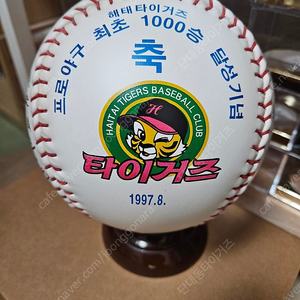 해태타이거즈
프로야구 최초 1000승 달성기념
축
HAITAI TIGERS BASEBALL CLUB
H
타이거즈
1997.8.